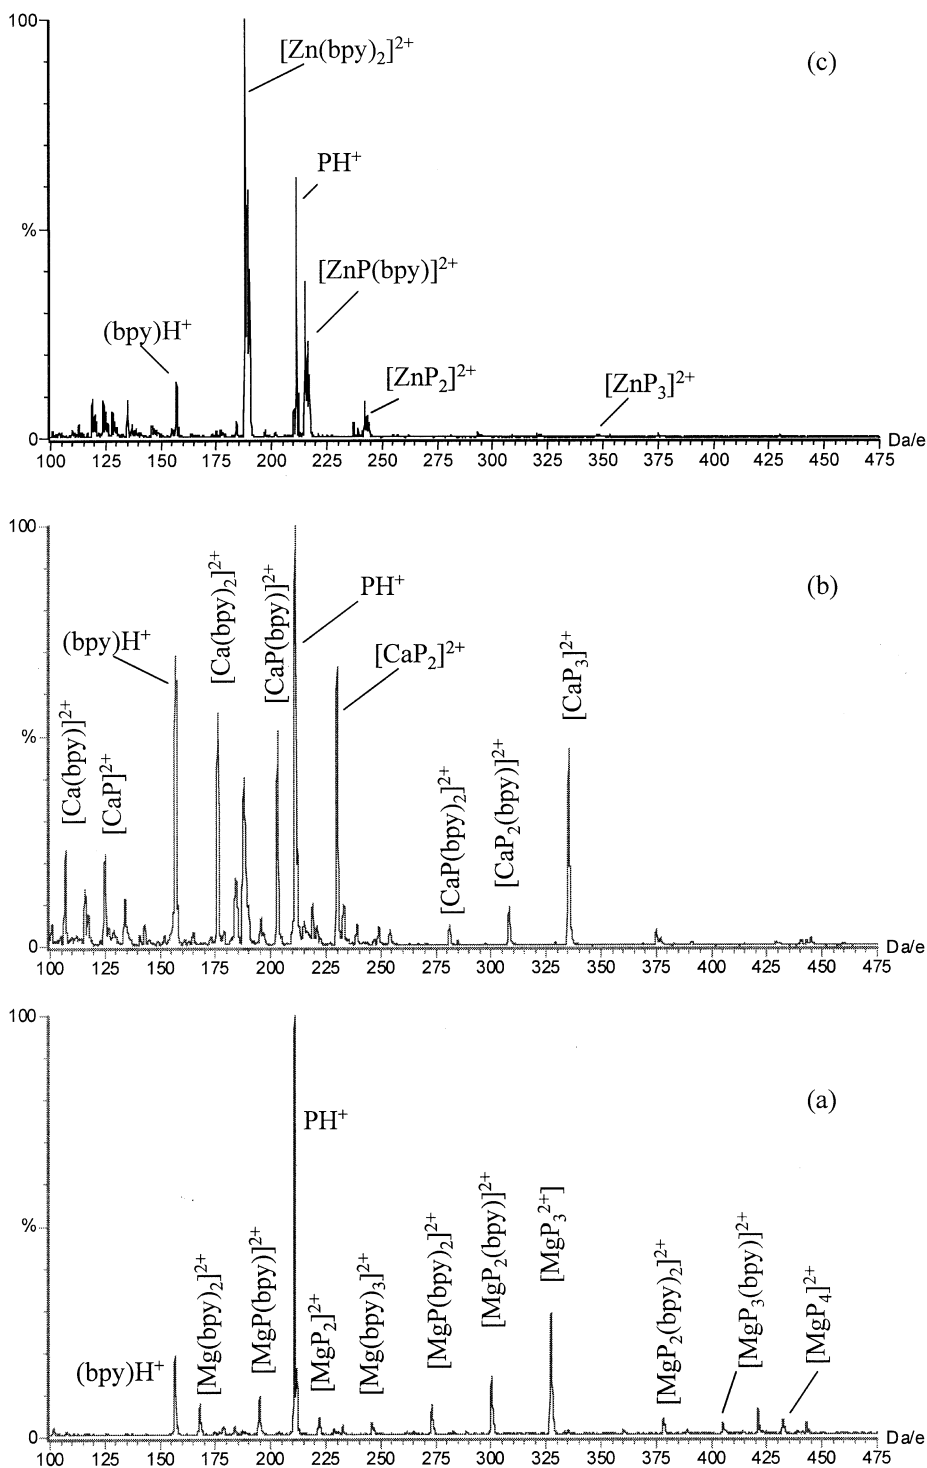 100
(c)
[Zn(bpy)₂]²⁺
PH⁺
%
[ZnP(bpy)]²⁺
(bpy)H⁺
[ZnP₂]²⁺
[ZnP₃]²⁺
0
Da/e
100 125 150 175 200 225 250 275 300 325 350 375 400 425 450 475
100
(b)
[Ca(bpy)]²⁺
[CaP]²⁺
(bpy)H⁺
[Ca(bpy)₂]²⁺
[CaP(bpy)]²⁺
PH⁺
[CaP₂]²⁺
[CaP(bpy)₂]²⁺
[CaP₂(bpy)]²⁺
[CaP₃]²⁺
%
0
Da/e
100 125 150 175 200 225 250 275 300 325 350 375 400 425 450 475
100
(a)
PH⁺
%
(bpy)H⁺
[Mg(bpy)₂]²⁺
[MgP(bpy)]²⁺
[MgP₂]²⁺
[Mg(bpy)₃]²⁺
[MgP(bpy)₂]²⁺
[MgP₂(bpy)]²⁺
[MgP₃²⁺]
[MgP₂(bpy)₂]²⁺
[MgP₃(bpy)]²⁺
[MgP₄]²⁺
0
Da/e
100 125 150 175 200 225 250 275 300 325 350 375 400 425 450 475